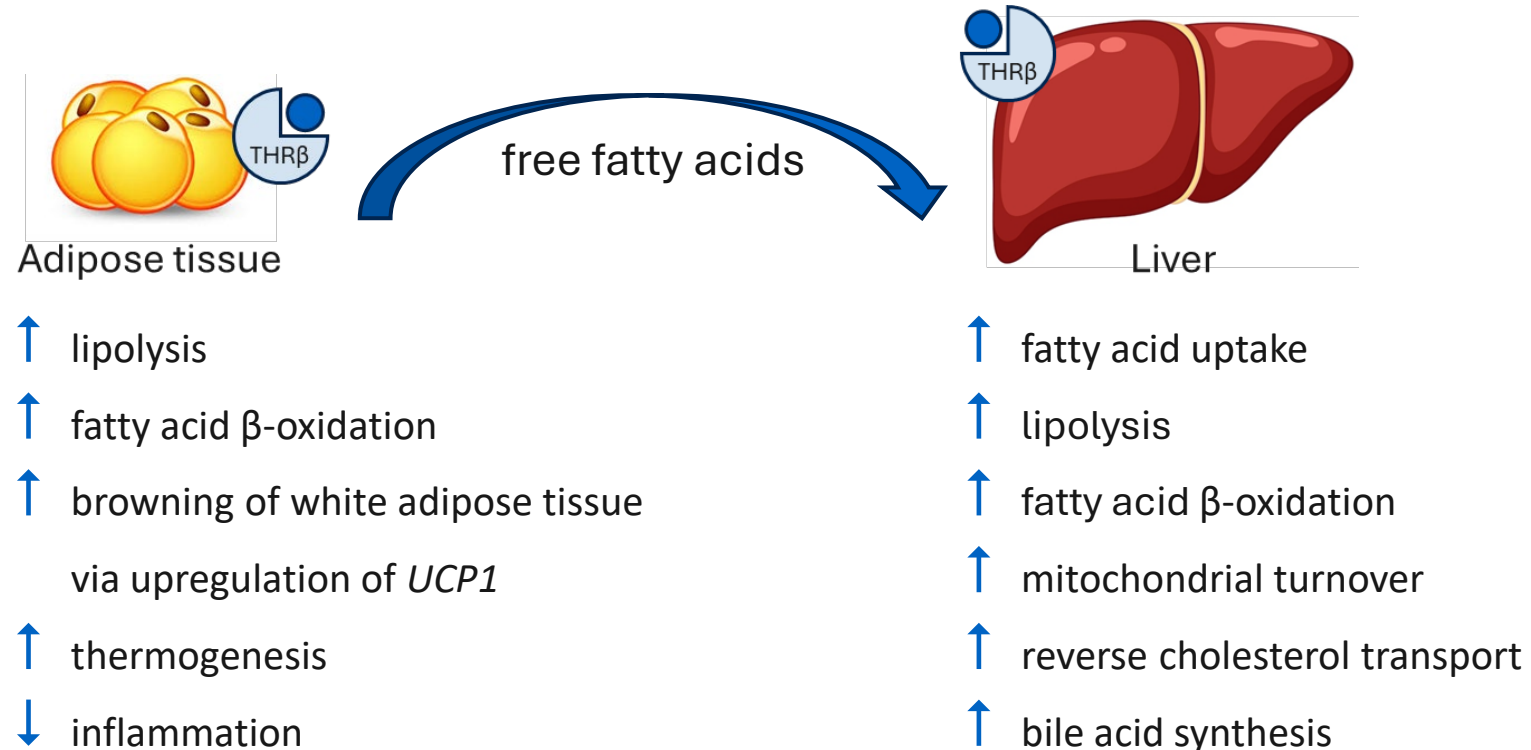 THRβ
THRβ
free fatty acids
Adipose tissue
Liver
↑ lipolysis
↑ fatty acid β-oxidation
↑ browning of white adipose tissue
via upregulation of UCP1
↑ thermogenesis
↓ inflammation
↑ fatty acid uptake
↑ lipolysis
↑ fatty acid β-oxidation
↑ mitochondrial turnover
↑ reverse cholesterol transport
↑ bile acid synthesis